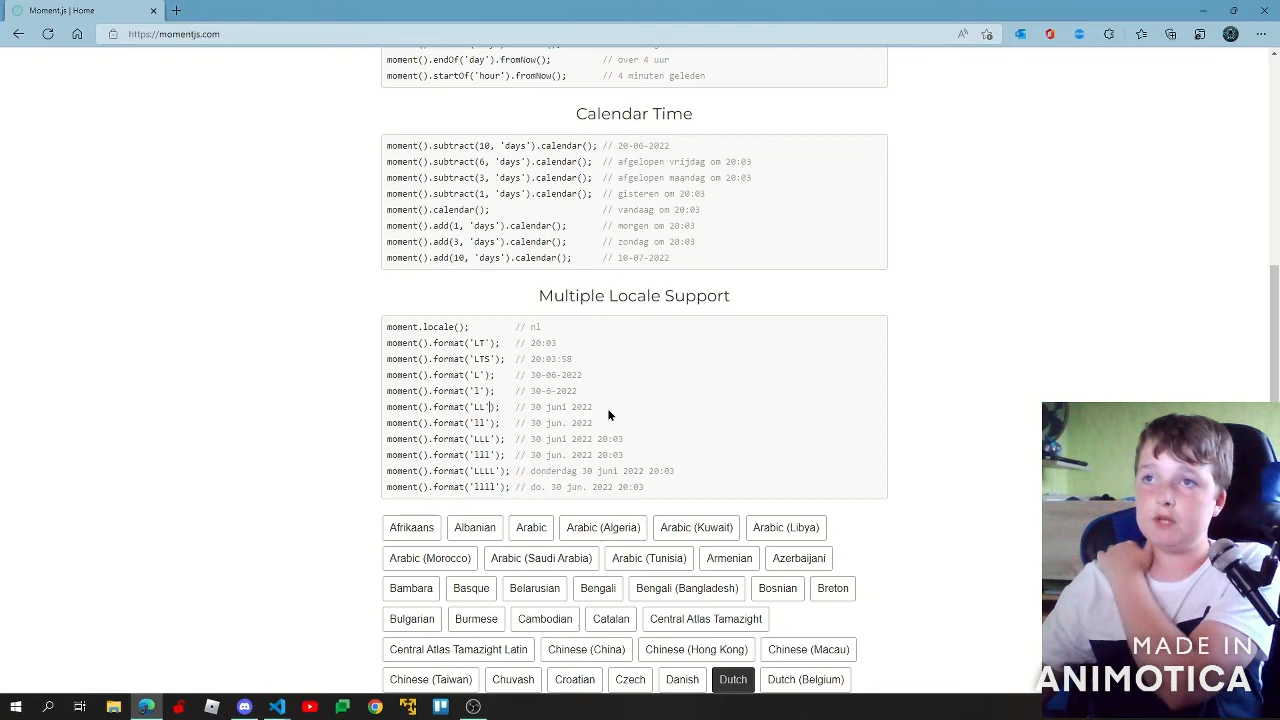 Moment.js | Home
https://momentjs.com
moment().endOf('day').fromNow(); // over 4 uur
moment().startOf('hour').fromNow(); // 4 minuten geleden
Calendar Time
moment().subtract(10, 'days').calendar(); // 20-06-2022
moment().subtract(6, 'days').calendar(); // afgelopen vrijdag om 20:03
moment().subtract(3, 'days').calendar(); // afgelopen maandag om 20:03
moment().subtract(1, 'days').calendar(); // gisteren om 20:03
moment().calendar(); // vandaag om 20:03
moment().add(1, 'days').calendar(); // morgen om 20:03
moment().add(3, 'days').calendar(); // zondag om 20:03
moment().add(10, 'days').calendar(); // 10-07-2022
Multiple Locale Support
moment.locale(); // nl
moment().format('LT'); // 20:03
moment().format('LTS'); // 20:03:58
moment().format('L'); // 30-06-2022
moment().format('l'); // 30-6-2022
moment().format('LL'); // 30 juni 2022
moment().format('ll'); // 30 jun. 2022
moment().format('LLL'); // 30 juni 2022 20:03
moment().format('lll'); // 30 jun. 2022 20:03
moment().format('LLLL'); // donderdag 30 juni 2022 20:03
moment().format('llll'); // do. 30 jun. 2022 20:03
Afrikaans Albanian Arabic Arabic (Algeria) Arabic (Kuwait) Arabic (Libya)
Arabic (Morocco) Arabic (Saudi Arabia) Arabic (Tunisia) Armenian Azerbaijani
Bambara Basque Belarusian Bengali Bengali (Bangladesh) Bosnian Breton
Bulgarian Burmese Cambodian Catalan Central Atlas Tamazight
Central Atlas Tamazight Latin Chinese (China) Chinese (Hong Kong) Chinese (Macau)
Chinese (Taiwan) Chuvash Croatian Czech Danish Dutch Dutch (Belgium)
MADE IN
ANIMOTICA